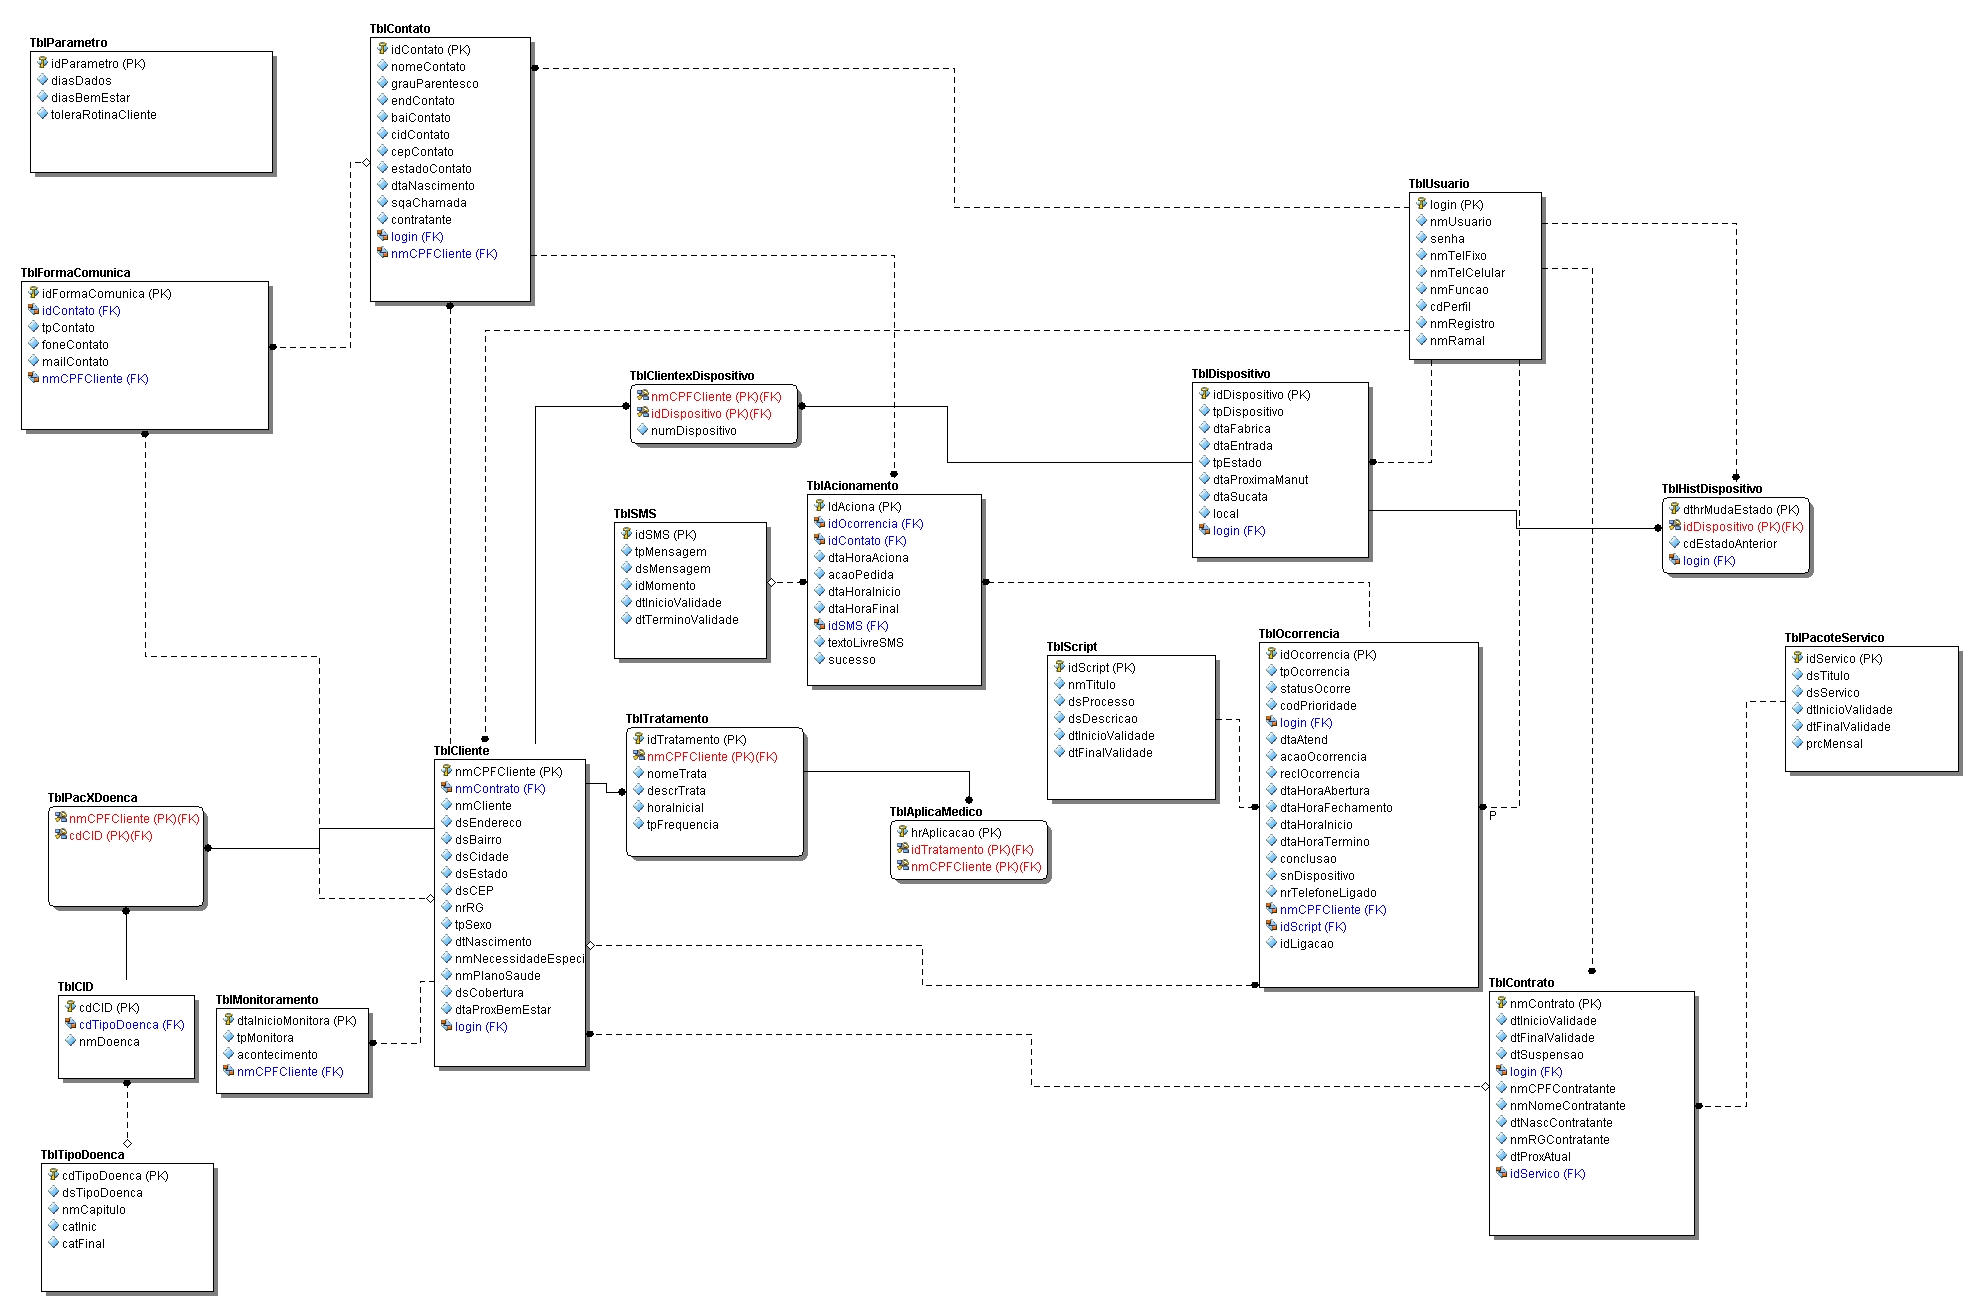 TblParametro
idParametro (PK)
diasDados
diasBemEstar
toleraRotinaCliente
TblContato
idContato (PK)
nomeContato
grauParentesco
endContato
baiContato
cidContato
cepContato
estadoContato
dtaNascimento
sqaChamada
contratante
login (FK)
nmCPFCliente (FK)
TblUsuario
login (PK)
nmUsuario
senha
nmTelFixo
nmTelCelular
nmFuncao
cdPerfil
nmRegistro
nmRamal
TblFormaComunica
idFormaComunica (PK)
idContato (FK)
tpContato
foneContato
mailContato
nmCPFCliente (FK)
TblClientexDispositivo
nmCPFCliente (PK)(FK)
idDispositivo (PK)(FK)
numDispositivo
TblDispositivo
idDispositivo (PK)
tpDispositivo
dtaFabrica
dtaEntrada
tpEstado
dtaProximaManut
dtaSucata
local
login (FK)
TblHistDispositivo
dthrMudaEstado (PK)
idDispositivo (PK)(FK)
cdEstadoAnterior
login (FK)
TblAcionamento
IdAciona (PK)
idOcorrencia (FK)
idContato (FK)
dtaHoraAciona
acaoPedida
dtaHoraInicio
dtaHoraFinal
idSMS (FK)
textoLivreSMS
sucesso
TblSMS
idSMS (PK)
tpMensagem
dsMensagem
idMomento
dtInicioValidade
dtTerminoValidade
TblScript
idScript (PK)
nmTitulo
dsProcesso
dsDescricao
dtInicioValidade
dtFinalValidade
TblOcorrencia
idOcorrencia (PK)
tpOcorrencia
statusOcorre
codPrioridade
login (FK)
dtaAtend
acaoOcorrencia
reclOcorrencia
dtaHoraAbertura
dtaHoraFechamento
dtaHoraInicio
dtaHoraTermino
conclusao
snDispositivo
nrTelefoneLigado
nmCPFCliente (FK)
idScript (FK)
idLigacao
P
TblPacoteServico
idServico (PK)
dsTitulo
dsServico
dtInicioValidade
dtFinalValidade
prcMensal
TblTratamento
idTratamento (PK)
nmCPFCliente (PK)(FK)
nomeTrata
descrTrata
horaInicial
tpFrequencia
TblCliente
nmCPFCliente (PK)
nmContrato (FK)
nmCliente
dsEndereco
dsBairro
dsCidade
dsEstado
dsCEP
nrRG
tpSexo
dtNascimento
nmNecessidadeEspeci
nmPlanoSaude
dsCobertura
dtaProxBemEstar
login (FK)
TblAplicaMedico
hrAplicacao (PK)
idTratamento (PK)(FK)
nmCPFCliente (PK)(FK)
TblPacXDoenca
nmCPFCliente (PK)(FK)
cdCID (PK)(FK)
TblCID
cdCID (PK)
cdTipoDoenca (FK)
nmDoenca
TblMonitoramento
dtaInicioMonitora (PK)
tpMonitora
acontecimento
nmCPFCliente (FK)
TblContrato
nmContrato (PK)
dtInicioValidade
dtFinalValidade
dtSuspensao
login (FK)
nmCPFContratante
nmNomeContratante
dtNascContratante
nmRGContratante
dtProxAtual
idServico (FK)
TblTipoDoenca
cdTipoDoenca (PK)
dsTipoDoenca
nmCapitulo
catInic
catFinal